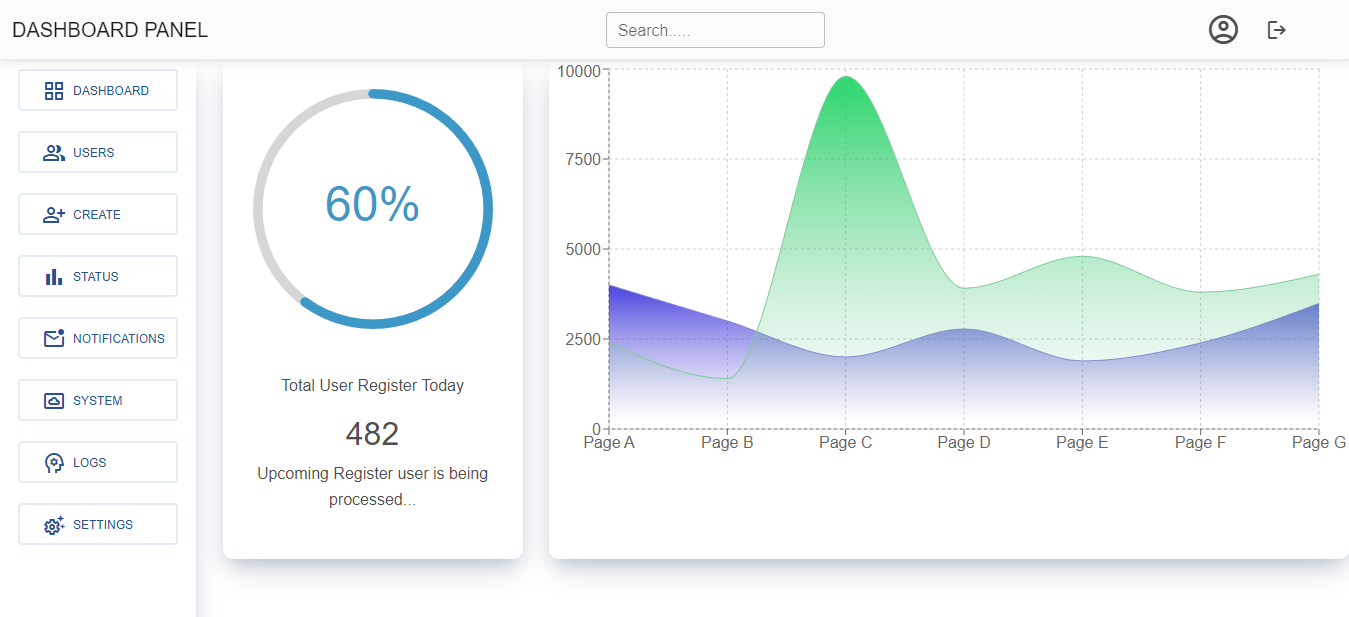 DASHBOARD PANEL
Search.....
DASHBOARD
USERS
CREATE
STATUS
NOTIFICATIONS
SYSTEM
LOGS
SETTINGS
60%
Total User Register Today
482
Upcoming Register user is being
processed...
10000
7500
5000
2500
0
Page A Page B Page C Page D Page E Page F Page G